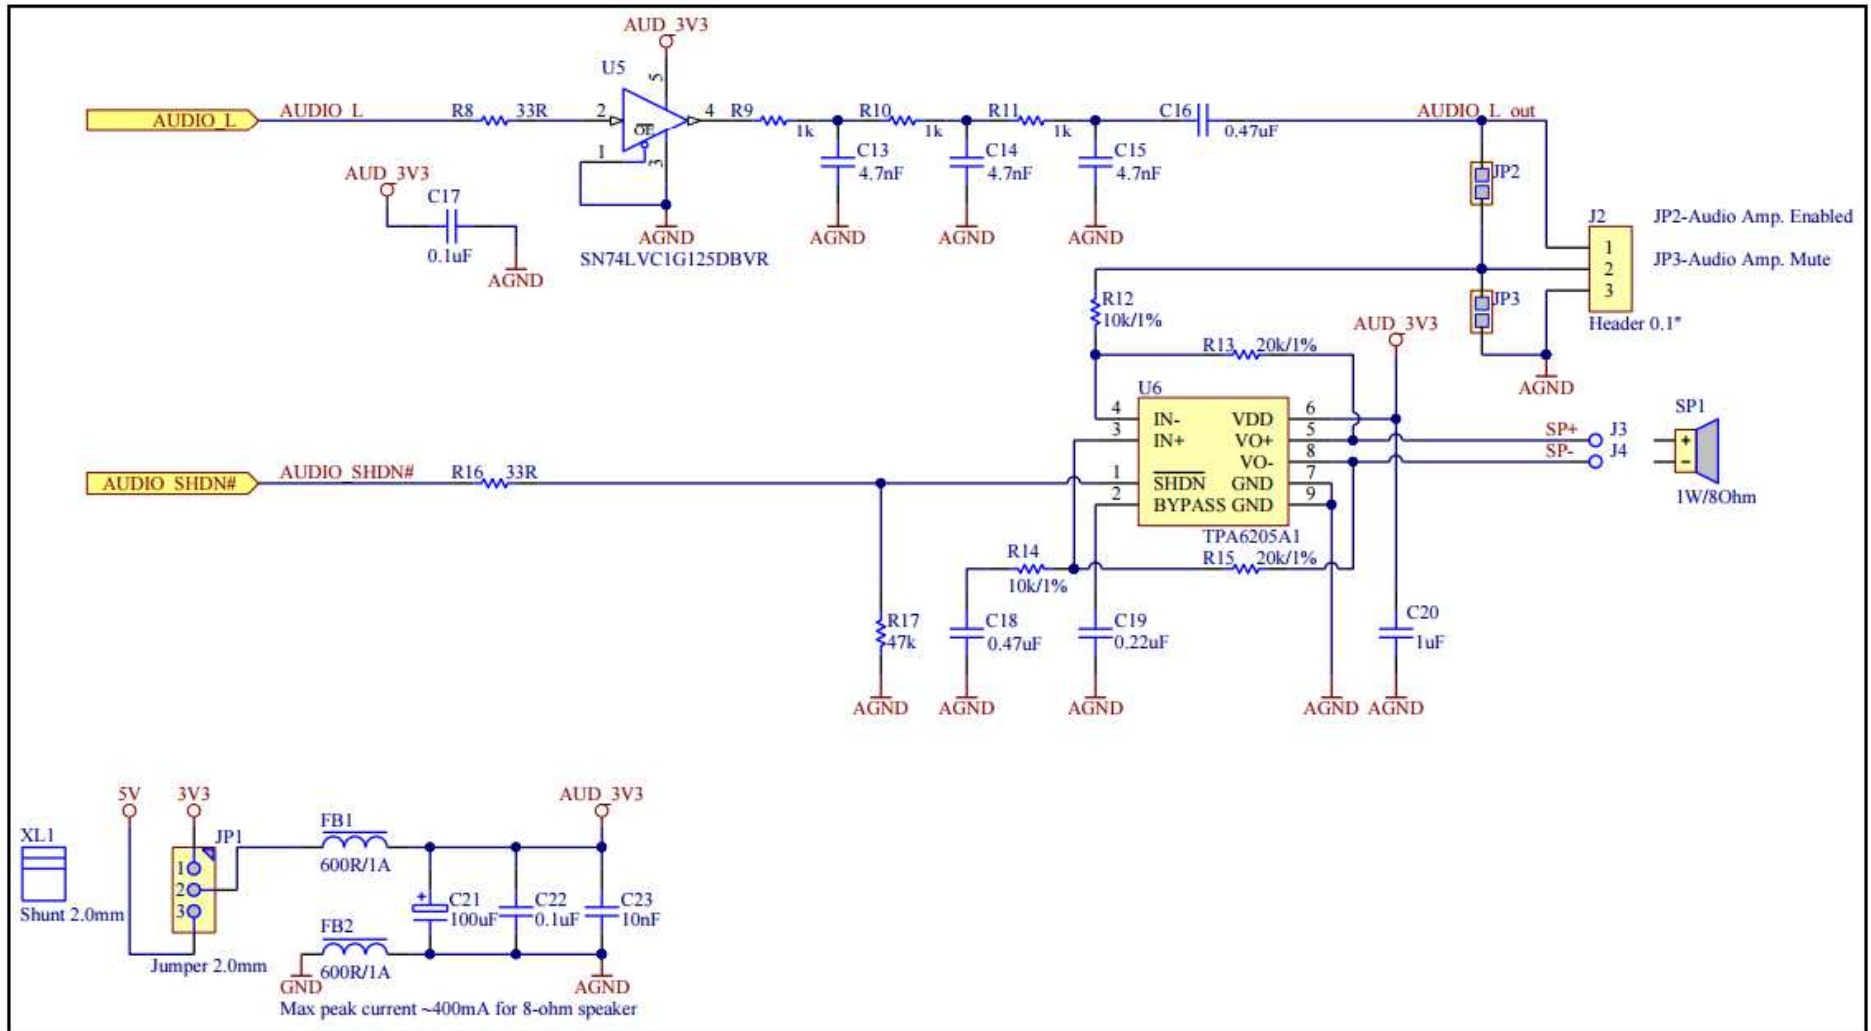 AUD_3V3
U5
5
AUDIO_L
AUDIO_L
R8 33R
2
OE
4
R9
1k
R10
1k
R11
1k
C16
0.47uF
AUDIO_L_out
1
3
C13
4.7nF
C14
4.7nF
C15
4.7nF
JP2
AUD_3V3
C17
0.1uF
AGND
AGND
SN74LVC1G125DBVR
AGND
AGND
AGND
J2
JP2-Audio Amp. Enabled
1
2
3
JP3-Audio Amp. Mute
Header 0.1"
JP3
R12
10k/1%
AUD_3V3
R13 20k/1%
AGND
U6
4 IN- VDD 6
3 IN+ VO+ 5
VO- 8
1 SHDN GND 7
2 BYPASS GND 9
TPA6205A1
SP+ J3
SP- J4
SP1
+
-
1W/8Ohm
AUDIO_SHDN#
AUDIO_SHDN#
R16 33R
R14
10k/1%
R15 20k/1%
R17
47k
C18
0.47uF
C19
0.22uF
C20
1uF
AGND
AGND
AGND
AGND
AGND
5V
3V3
AUD_3V3
XL1
Shunt 2.0mm
JP1
1
2
3
Jumper 2.0mm
FB1
600R/1A
+
C21
100uF
C22
0.1uF
C23
10nF
FB2
600R/1A
GND
AGND
Max peak current ~400mA for 8-ohm speaker